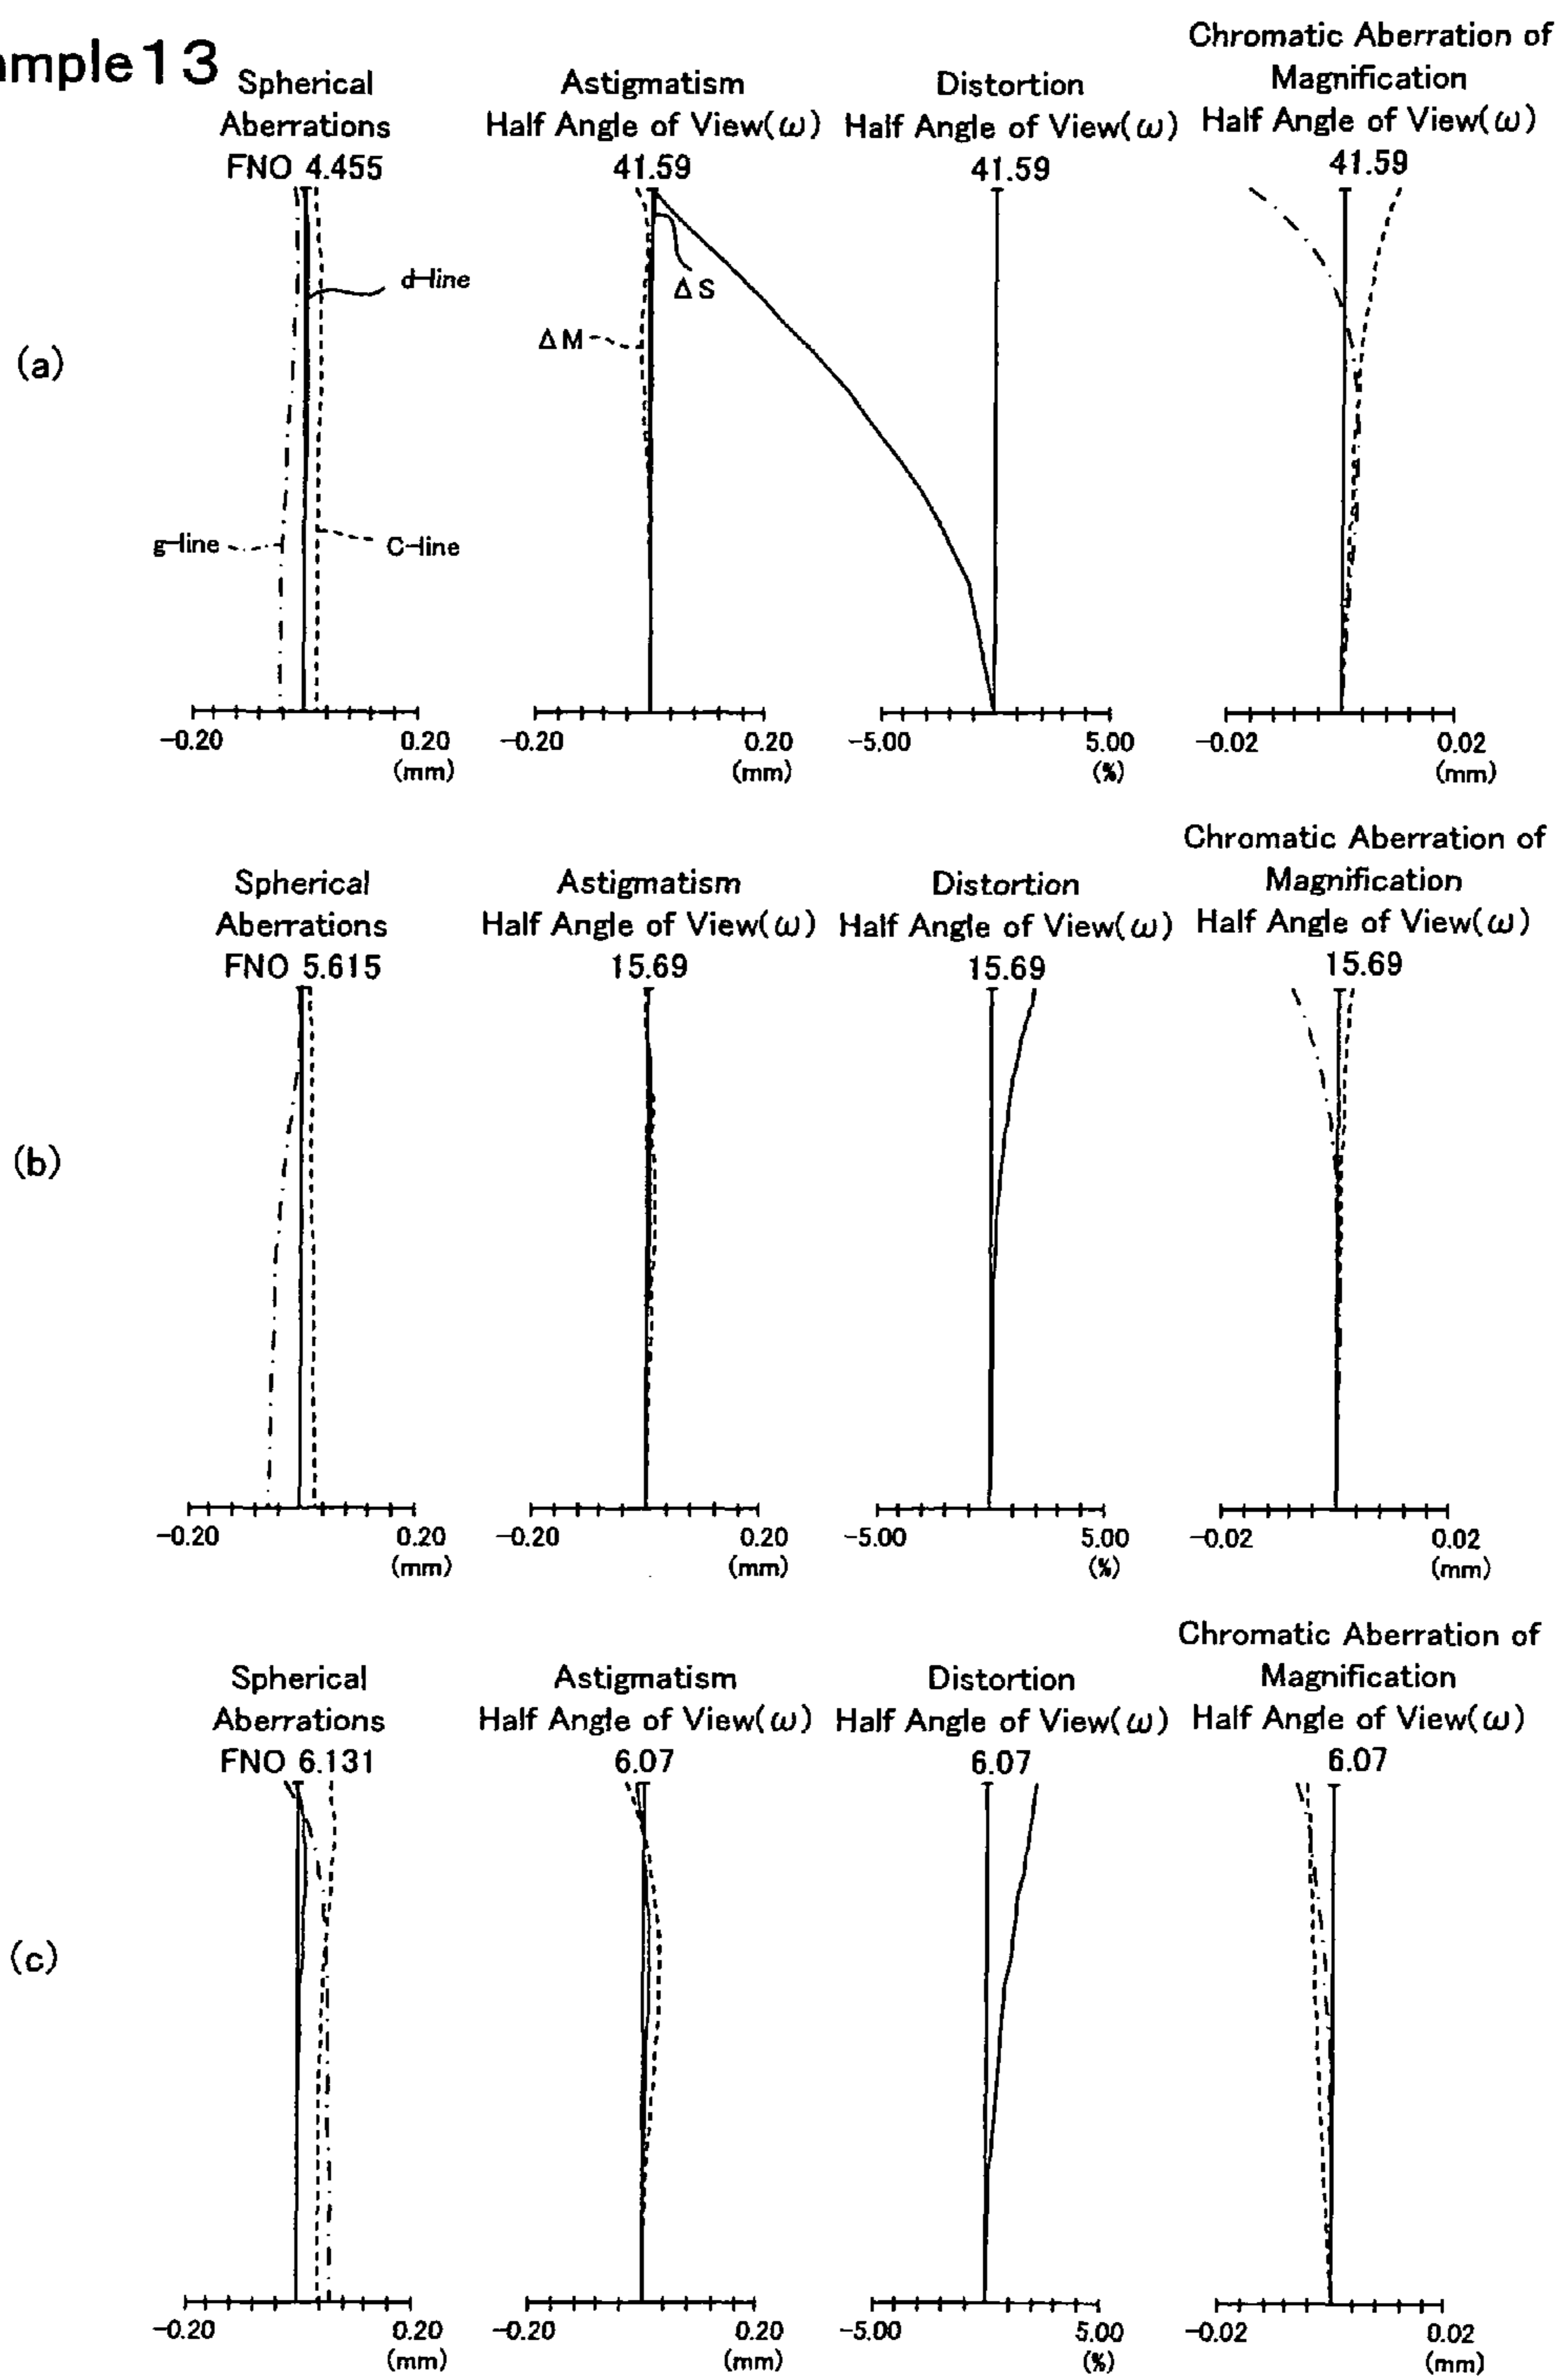 mple13
Spherical
Aberrations
FNO 4.455
Astigmatism
Half Angle of View(ω)
41.59
Distortion
Half Angle of View(ω)
41.59
Chromatic Aberration of
Magnification
Half Angle of View(ω)
41.59
(a)
d-line
g-line
C-line
ΔS
ΔM
-0.20
0.20
(mm)
-0.20
0.20
(mm)
-5.00
5.00
(%)
-0.02
0.02
(mm)
Spherical
Aberrations
FNO 5.615
Astigmatism
Half Angle of View(ω)
15.69
Distortion
Half Angle of View(ω)
15.69
Chromatic Aberration of
Magnification
Half Angle of View(ω)
15.69
(b)
-0.20
0.20
(mm)
-0.20
0.20
(mm)
-5.00
5.00
(%)
-0.02
0.02
(mm)
Spherical
Aberrations
FNO 6.131
Astigmatism
Half Angle of View(ω)
6.07
Distortion
Half Angle of View(ω)
6.07
Chromatic Aberration of
Magnification
Half Angle of View(ω)
6.07
(c)
-0.20
0.20
(mm)
-0.20
0.20
(mm)
-5.00
5.00
(%)
-0.02
0.02
(mm)